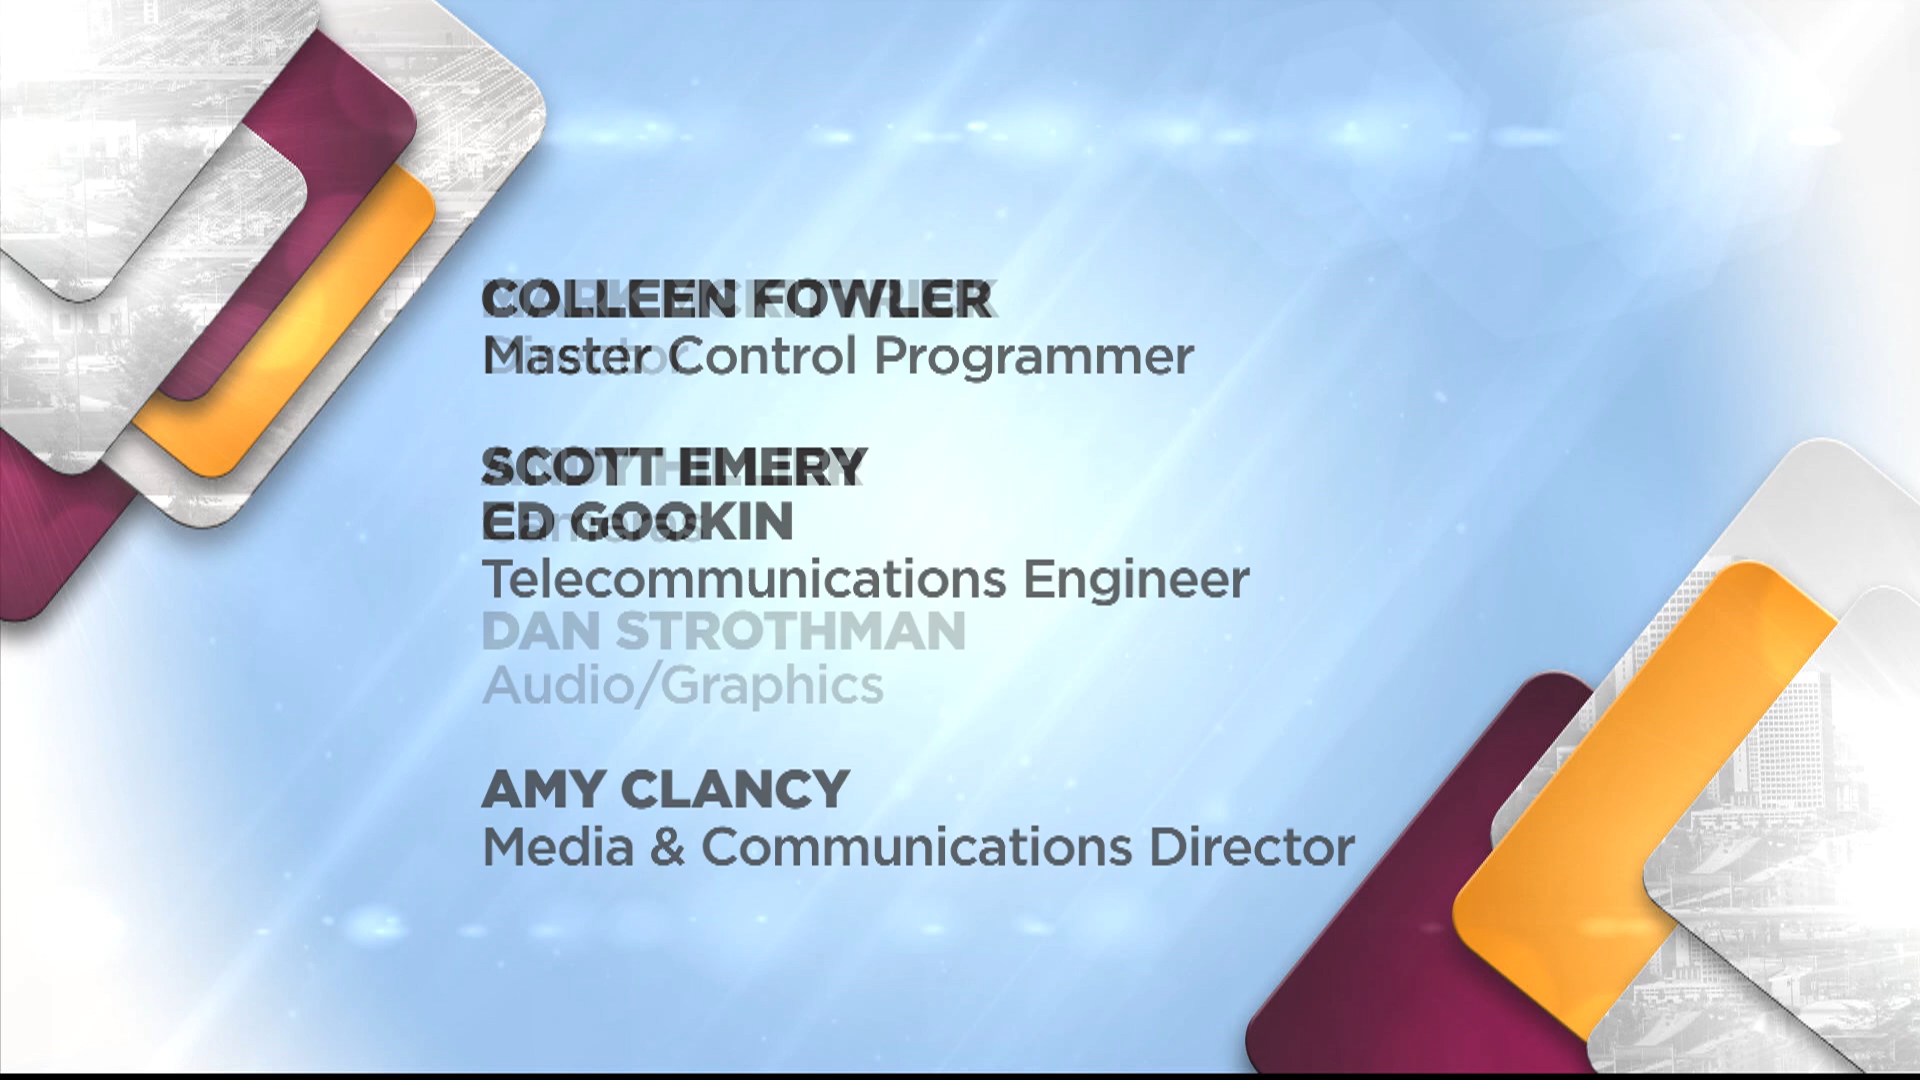 COLLEEN FOWLER
Master Control Programmer
SCOTT EMERY
ED GOOKIN
Cameras
Telecommunications Engineer
DAN STROTHMAN
Audio/Graphics
AMY CLANCY
Media & Communications Director